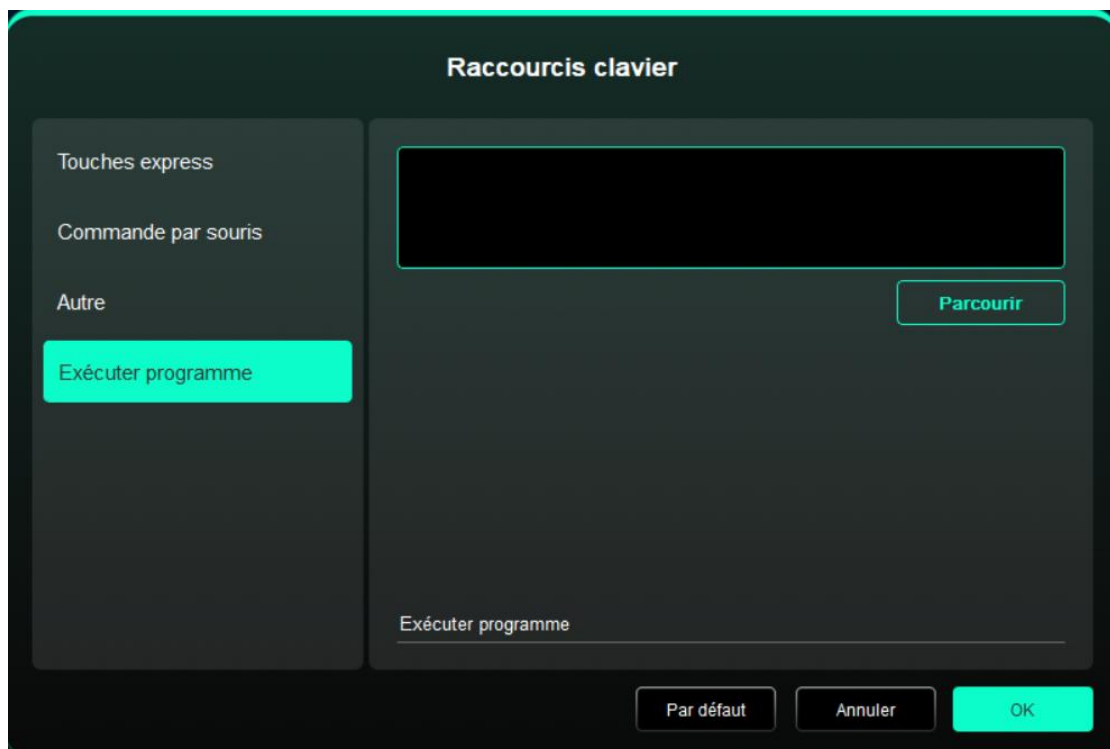 Raccourcis clavier
Touches express
Commande par souris
Autre
Exécuter programme
Parcourir
Exécuter programme
Par défaut
Annuler
OK